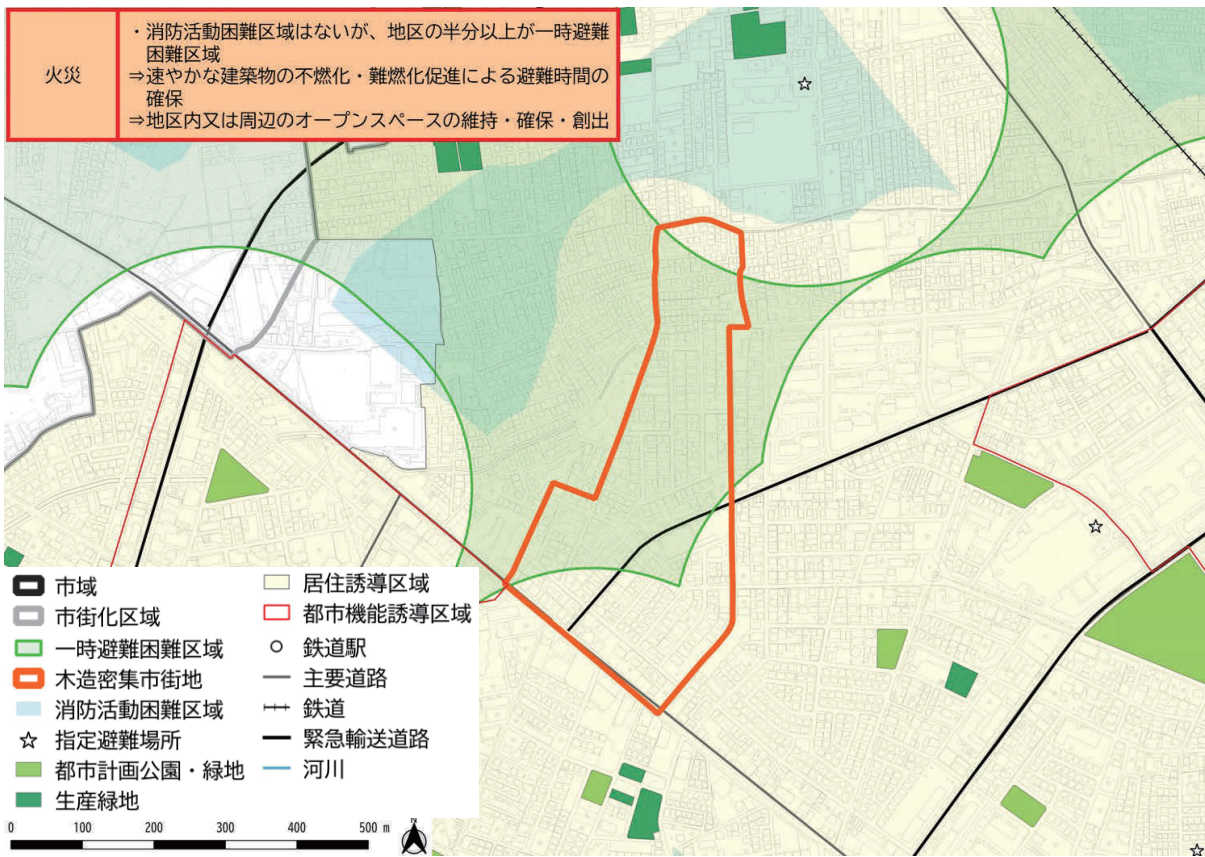 火災
・消防活動困難区域はないが、地区の半分以上が一時避難
困難区域
⇒速やかな建築物の不燃化・難燃化促進による避難時間の
確保
⇒地区内又は周辺のオープンスペースの維持・確保・創出
市域
市街化区域
一時避難困難区域
木造密集市街地
消防活動困難区域
指定避難場所
都市計画公園・緑地
生産緑地
居住誘導区域
都市機能誘導区域
鉄道駅
主要道路
鉄道
緊急輸送道路
河川
0 100 200 300 400 500 m
N